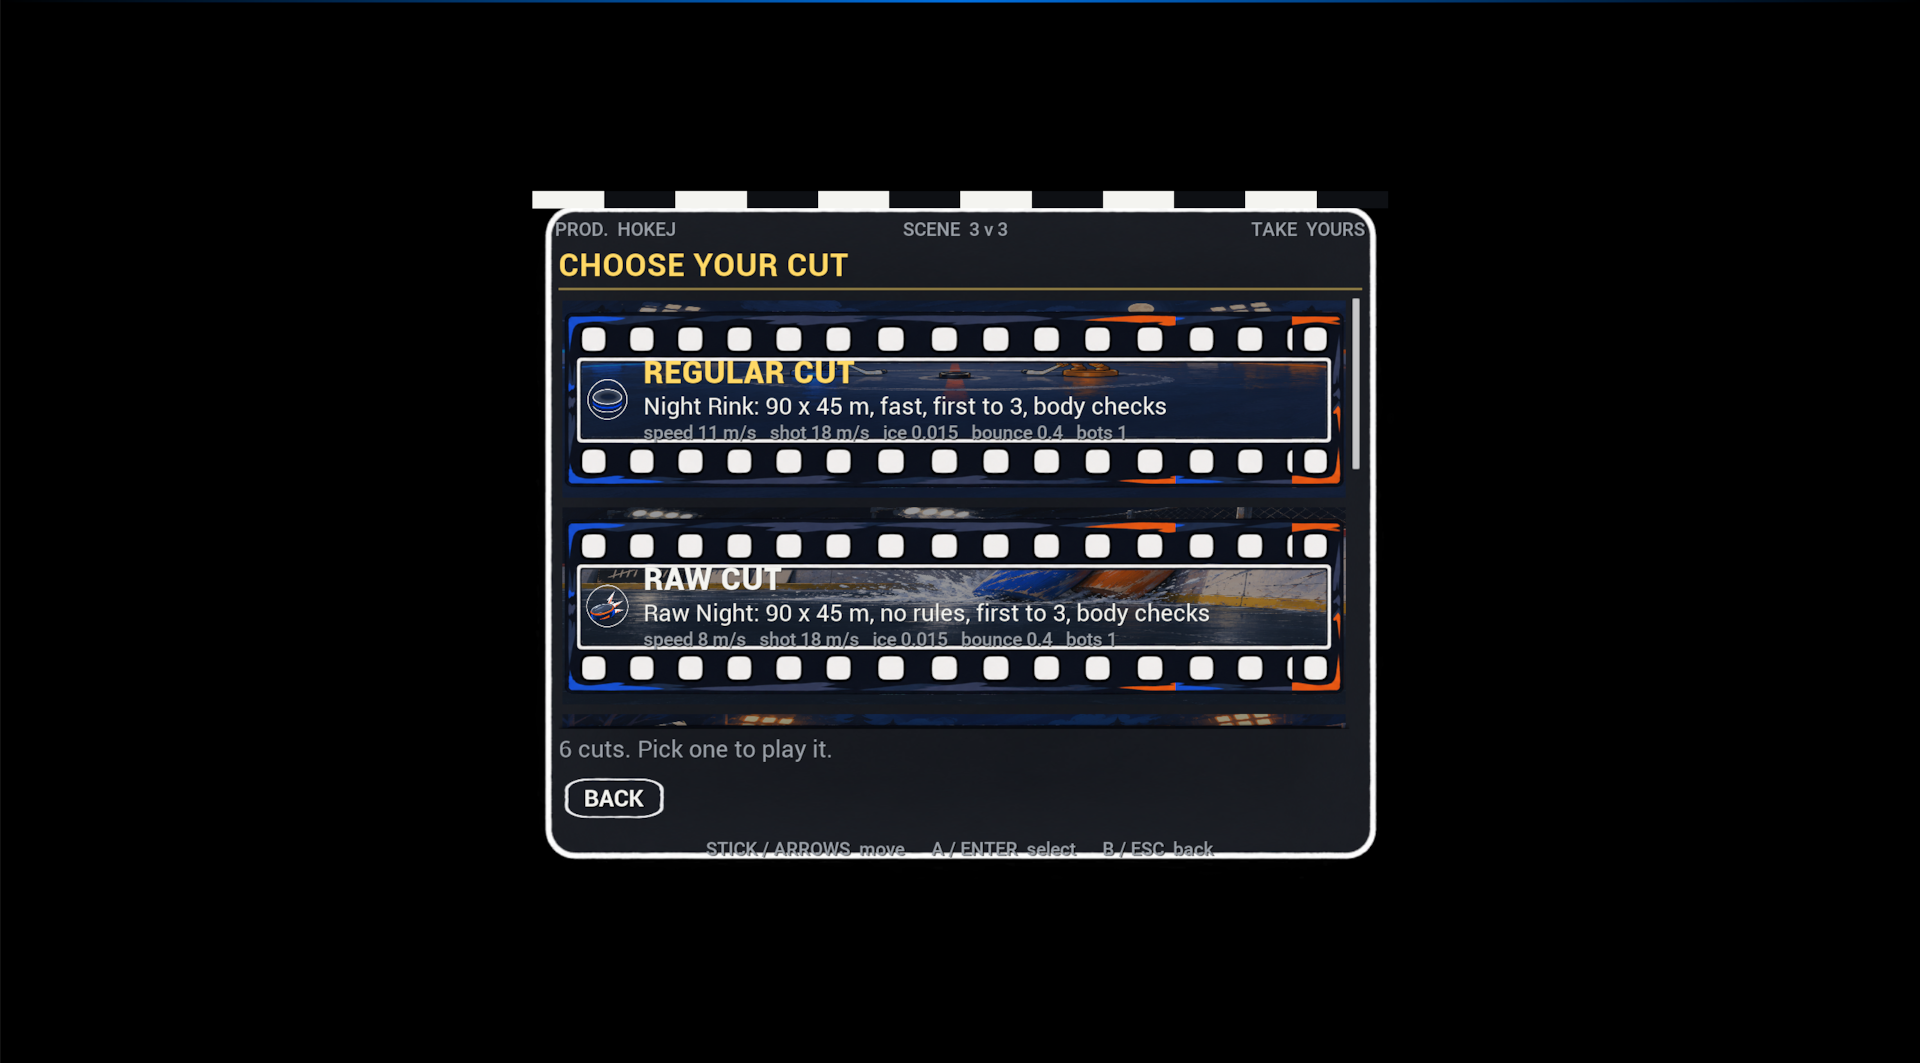 PROD. HOKEJ SCENE 3 v 3 TAKE YOURS
CHOOSE YOUR CUT
REGULAR CUT
Night Rink: 90 x 45 m, fast, first to 3, body checks
speed 11 m/s shot 18 m/s ice 0.015 bounce 0.4 bots 1
RAW CUT
Raw Night: 90 x 45 m, no rules, first to 3, body checks
speed 8 m/s shot 18 m/s ice 0.015 bounce 0.4 bots 1
6 cuts. Pick one to play it.
BACK
STICK / ARROWS move A / ENTER select B / ESC back